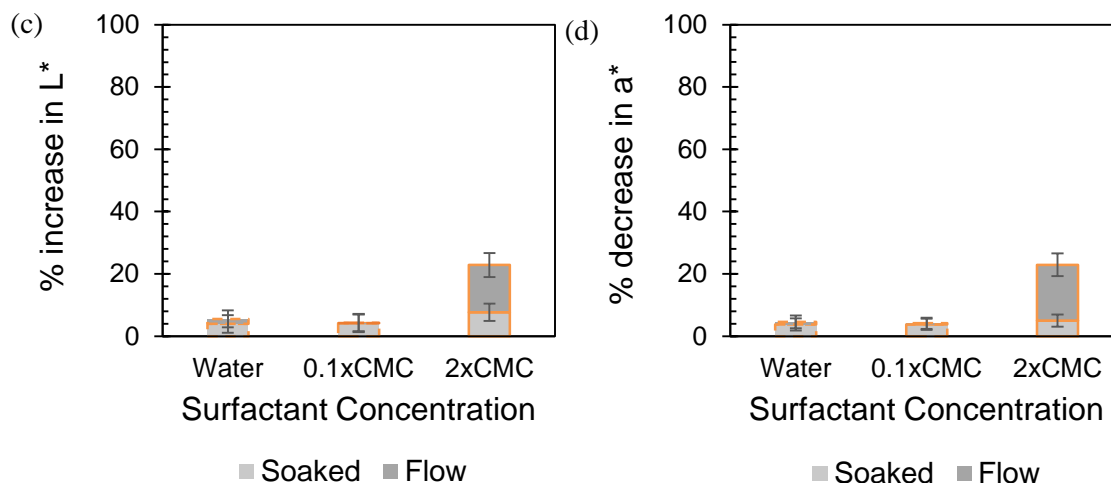 (c)
% increase in L*
100
80
60
40
20
0
Water 0.1xCMC 2xCMC
Surfactant Concentration
Soaked Flow
(d)
% decrease in a*
100
80
60
40
20
0
Water 0.1xCMC 2xCMC
Surfactant Concentration
Soaked Flow